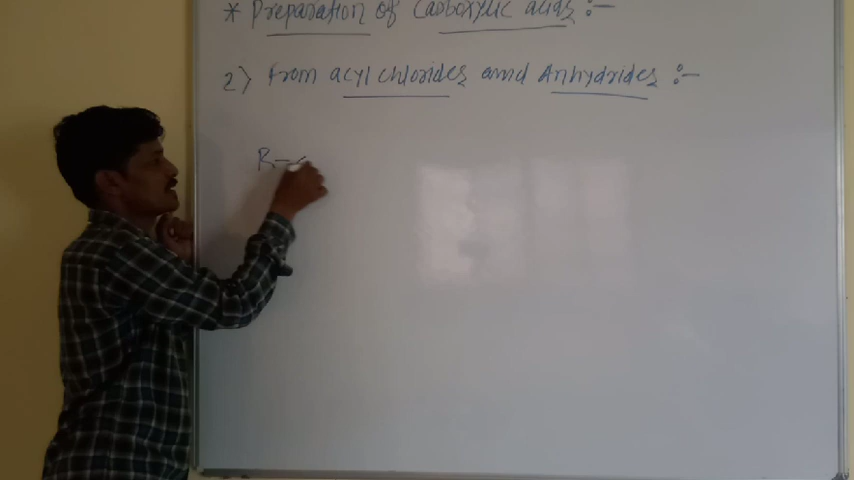 * Preparation of Carboxylic acids :-
2) From acyl chlorides and Anhydrides :-
R-c